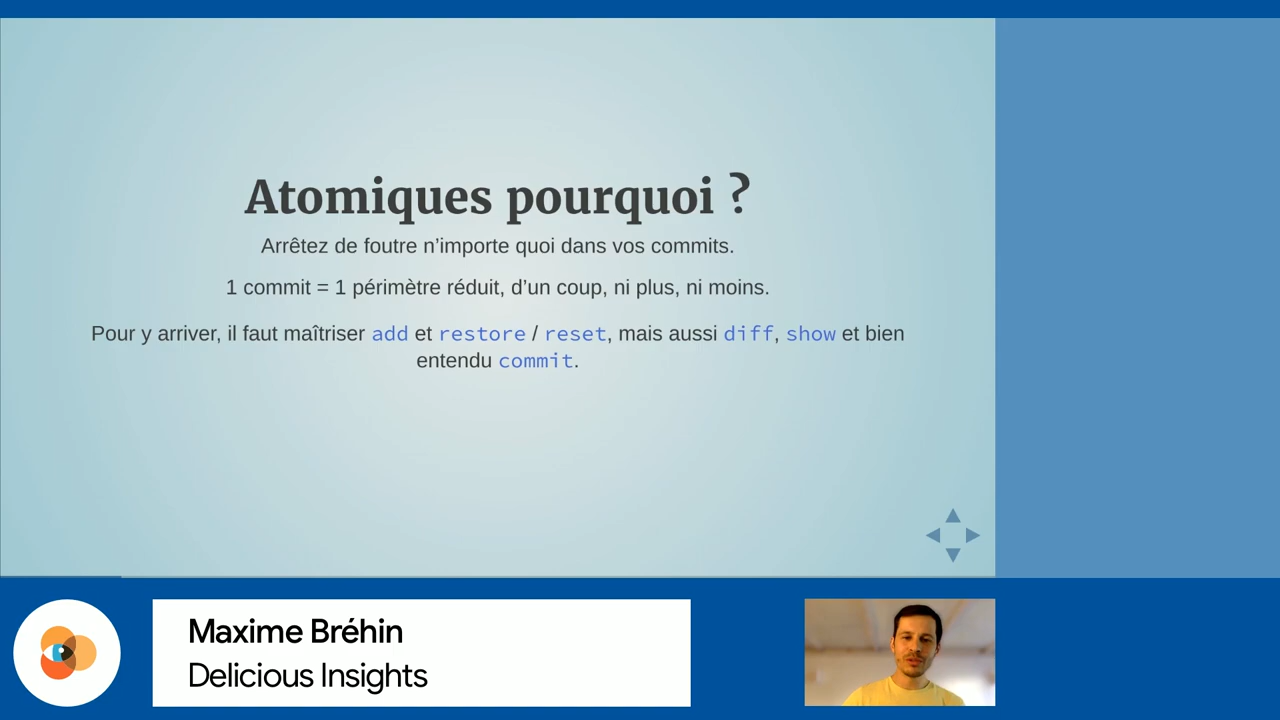 Atomiques pourquoi ?
Arrêtez de foutre n’importe quoi dans vos commits.
1 commit = 1 périmètre réduit, d’un coup, ni plus, ni moins.
Pour y arriver, il faut maîtriser add et restore / reset, mais aussi diff, show et bien
entendu commit.
Maxime Bréhin
Delicious Insights